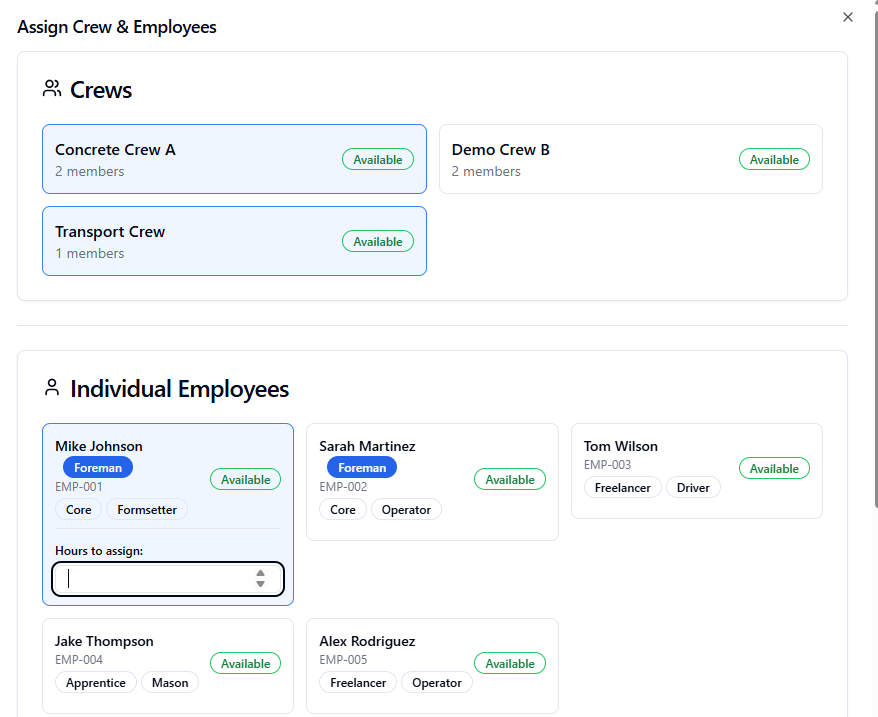 Assign Crew & Employees
Crews
Concrete Crew A
2 members
Available
Demo Crew B
2 members
Available
Transport Crew
1 members
Available
Individual Employees
Mike Johnson
Foreman
EMP-001
Available
Core Formsetter
Hours to assign:
Sarah Martinez
Foreman
EMP-002
Available
Core Operator
Tom Wilson
EMP-003
Available
Freelancer Driver
Jake Thompson
EMP-004
Available
Apprentice Mason
Alex Rodriguez
EMP-005
Available
Freelancer Operator